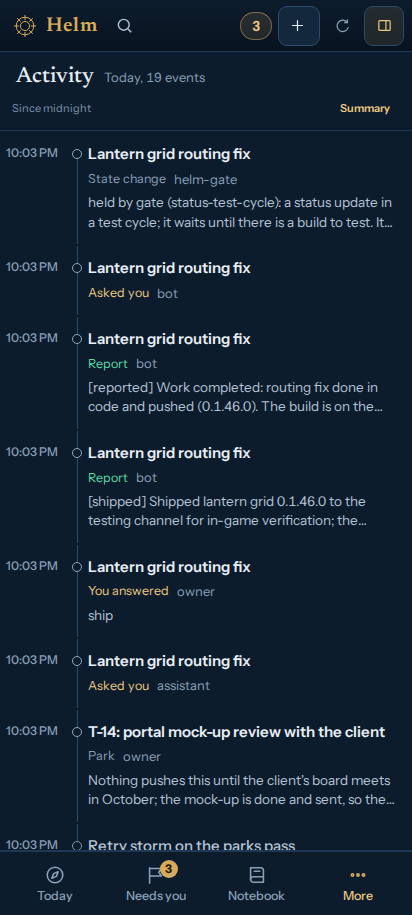 Helm
3
Activity Today, 19 events
Since midnight Summary
10:03 PM Lantern grid routing fix
State change helm-gate
held by gate (status-test-cycle): a status update in
a test cycle; it waits until there is a build to test. It...
10:03 PM Lantern grid routing fix
Asked you bot
10:03 PM Lantern grid routing fix
Report bot
[reported] Work completed: routing fix done in
code and pushed (0.1.46.0). The build is on the...
10:03 PM Lantern grid routing fix
Report bot
[shipped] Shipped lantern grid 0.1.46.0 to the
testing channel for in-game verification; the...
10:03 PM Lantern grid routing fix
You answered owner
ship
10:03 PM Lantern grid routing fix
Asked you assistant
10:03 PM T-14: portal mock-up review with the client
Park owner
Nothing pushes this until the client's board meets
in October; the mock-up is done and sent, so the...
10:03 PM Retry storm on the parks pass
3
Today Needs you Notebook More